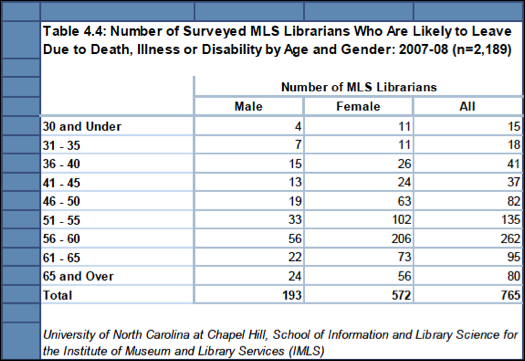 Table 4.4: Number of Surveyed MLS Librarians Who Are Likely to Leave
Due to Death, Illness or Disability by Age and Gender: 2007-08 (n=2,189)
Number of MLS Librarians
Male Female All
30 and Under 4 11 15
31 - 35 7 11 18
36 - 40 15 26 41
41 - 45 13 24 37
46 - 50 19 63 82
51 - 55 33 102 135
56 - 60 56 206 262
61 - 65 22 73 95
65 and Over 24 56 80
Total 193 572 765
University of North Carolina at Chapel Hill, School of Information and Library Science for
the Institute of Museum and Library Services (IMLS)